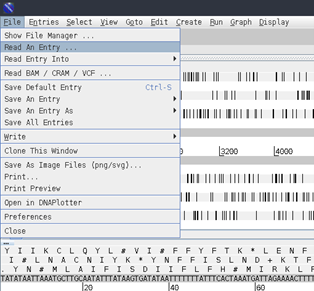 File Entries Select View Goto Edit Create Run Graph Display
Show File Manager ...
Read An Entry ...
Read Entry Into
Read BAM / CRAM / VCF ...
Save Default Entry Ctrl-S
Save An Entry
Save An Entry As
Save All Entries
Write
Clone This Window
Save As Image Files (png/svg)...
Print...
Print Preview
Open in DNAPlotter
Preferences
Close
3200 4000
Y I I K C L Q Y L # V I # F F Y F T K * L E N F
I # L N A C N I Y K * Y N F F I S L N D + K T F
. Y N # M L A I F I S D I I F L F H # M I R K L F
20 40 60